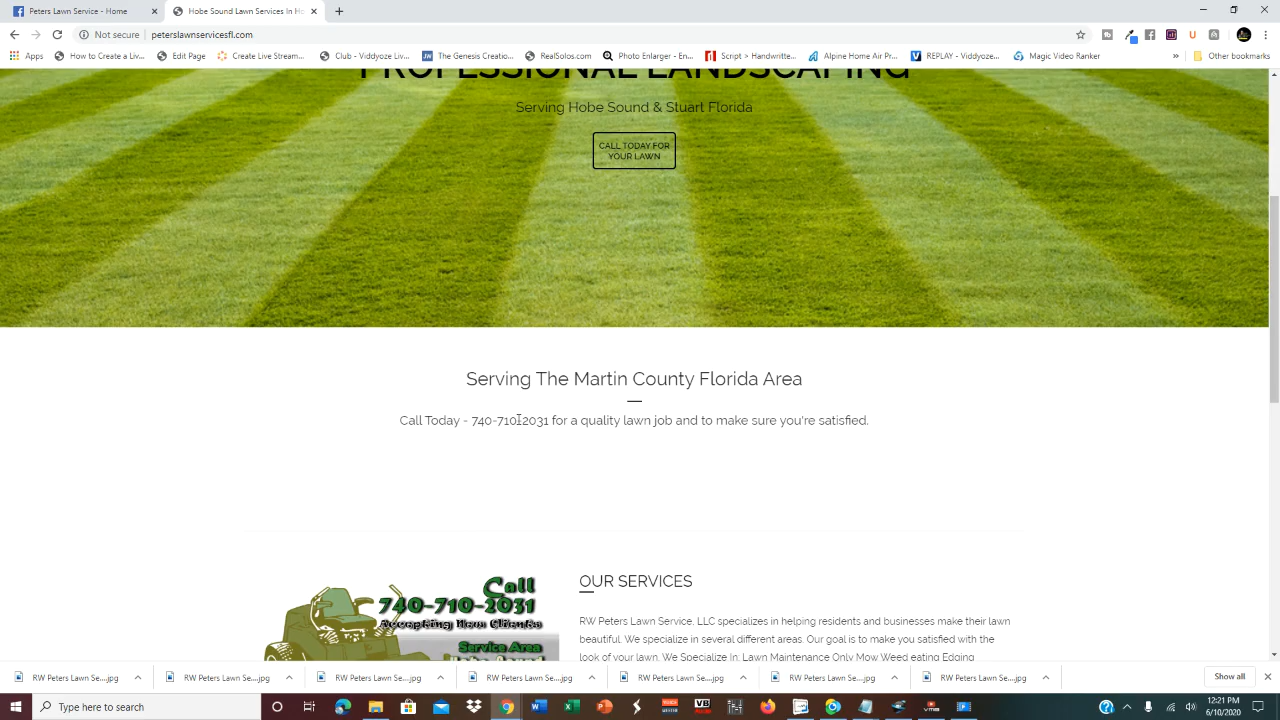 Peters Lawn Service - Home
Hobe Sound Lawn Services In Ho
Not secure
peterslawnservicesfl.com
Apps
How to Create a Liv...
Edit Page
Create Live Stream...
Club - Viddyoze Live...
The Genesis Creatio...
RealSolos.com
Photo Enlarger - En...
Script > Handwritte...
Alpine Home Air Pr...
REPLAY - Viddyoze...
Magic Video Ranker
»
Other bookmarks
PROFESSIONAL LANDSCAPING
Serving Hobe Sound & Stuart Florida
CALL TODAY FOR
YOUR LAWN
Serving The Martin County Florida Area
Call Today - 740-710-2031 for a quality lawn job and to make sure you're satisfied.
Call
740-710-2031
Accepting New Clients
Service Area
Hobe Sound
OUR SERVICES
RW Peters Lawn Service, LLC specializes in helping residents and businesses make their lawn
beautiful. We specialize in several different areas. Our goal is to make you satisfied with the
look of your lawn. We Specialize In: Lawn Maintenance Only Mow Weed eating Edging
RW Peters Lawn Se....jpg
RW Peters Lawn Se....jpg
RW Peters Lawn Se....jpg
RW Peters Lawn Se....jpg
RW Peters Lawn Se....jpg
RW Peters Lawn Se....jpg
RW Peters Lawn Se....jpg
Show all
Type here to search
12:21 PM
6/10/2020